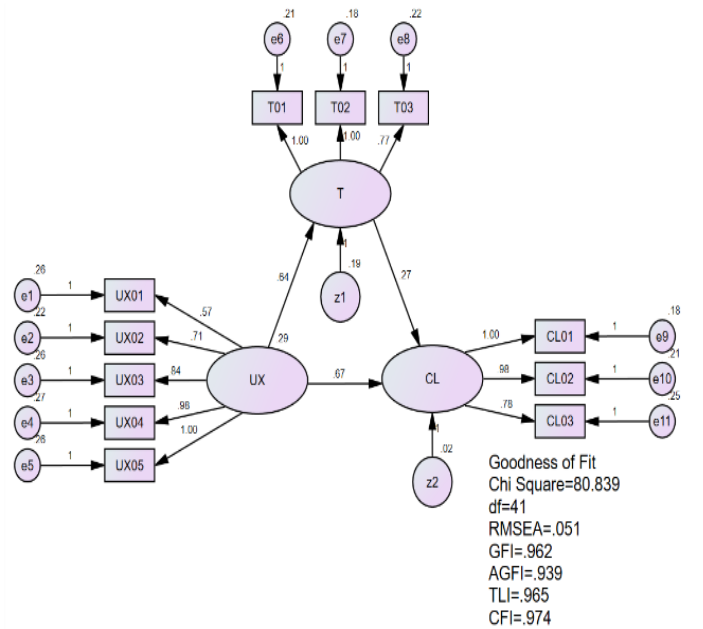 .21 .18 .22
e6 e7 e8
1 1 1
T01 T02 T03
1.00 1.00 .77
T
1
.19
z1
.64
.27
.26
e1 1 UX01
.22
e2 1 UX02
.26
e3 1 UX03
.27
e4 1 UX04
.26
e5 1 UX05
.57
.71
.84
.98
1.00
.29
UX
.67
CL
1.00
.98
.78
.18
CL01 1 e9
.21
CL02 1 e10
.25
CL03 1 e11
1
.02
z2
Goodness of Fit
Chi Square=80.839
df=41
RMSEA=.051
GFI=.962
AGFI=.939
TLI=.965
CFI=.974